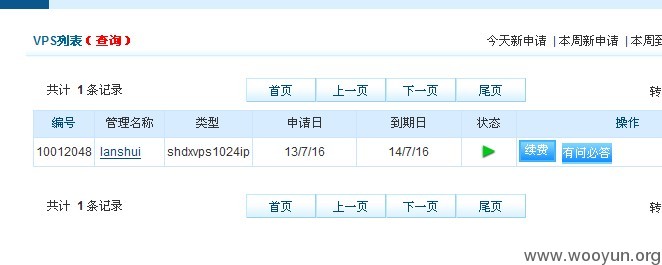 VPS列表（查询） 今天新申请 | 本周新申请 | 本周到
共计 1 条记录 首页 上一页 下一页 尾页 转
编号 管理名称 类型 申请日 到期日 状态 操作
10012048 lanshui shdxvps1024ip 13/7/16 14/7/16 续费 有问必答
共计 1 条记录 首页 上一页 下一页 尾页 转
www.wooyun.org